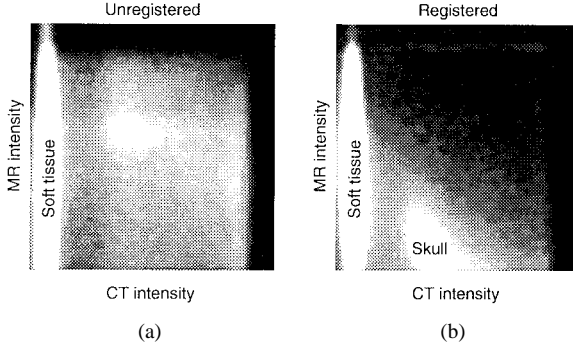 Unregistered
MR intensity
Soft tissue
CT intensity
(a)
Registered
MR intensity
Soft tissue
Skull
CT intensity
(b)